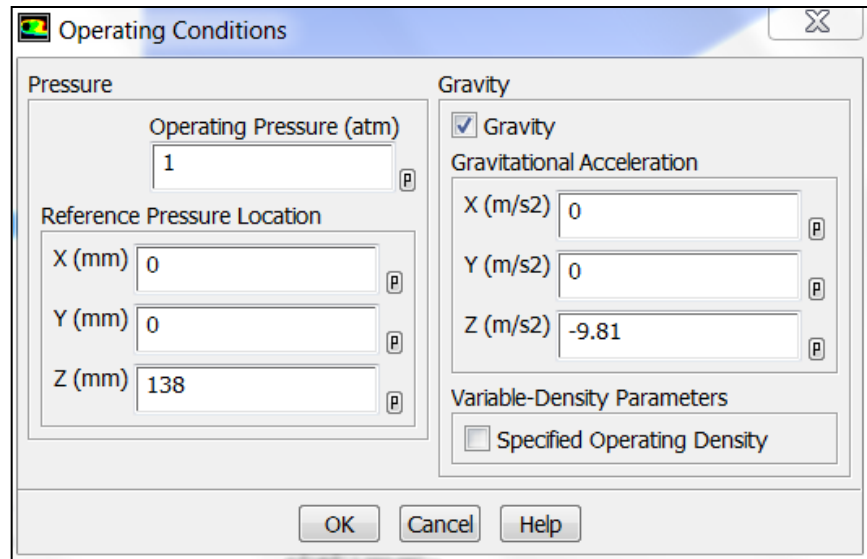 Operating Conditions
Pressure
Operating Pressure (atm)
1
P
Reference Pressure Location
X (mm) 0
P
Y (mm) 0
P
Z (mm) 138
P
Gravity
Gravity
Gravitational Acceleration
X (m/s2) 0
P
Y (m/s2) 0
P
Z (m/s2) -9.81
P
Variable-Density Parameters
Specified Operating Density
OK Cancel Help